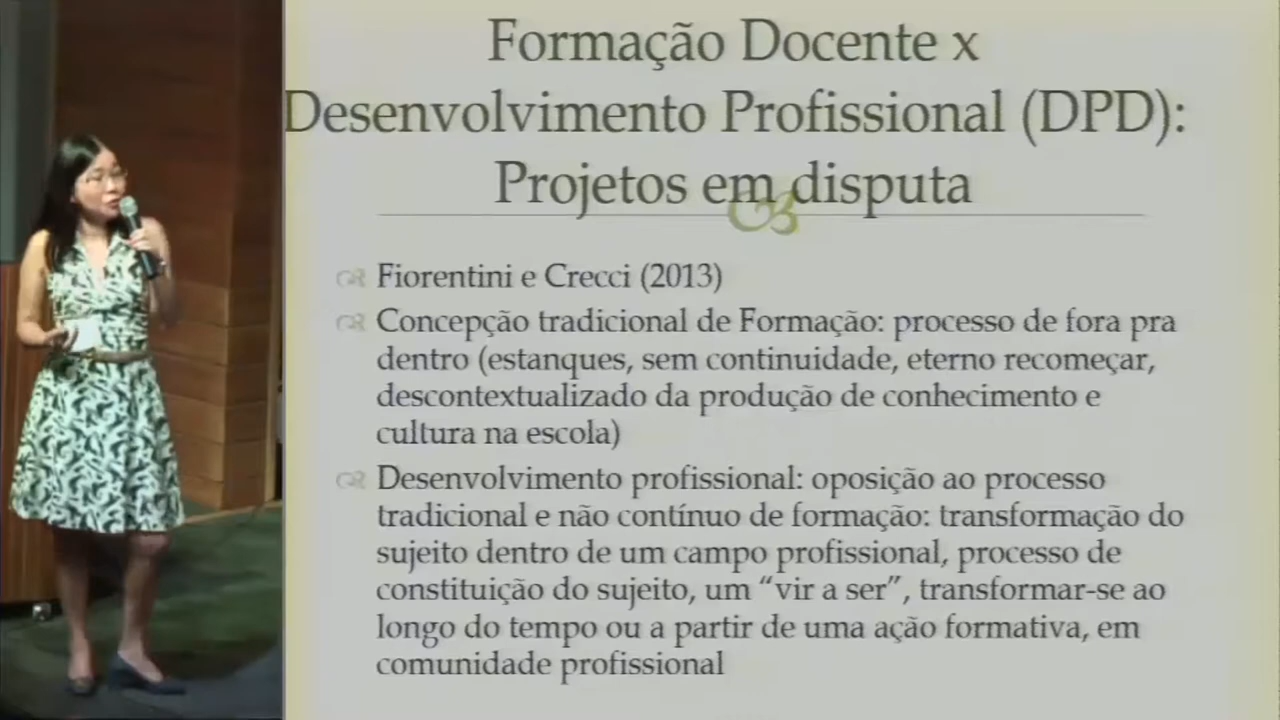 Formação Docente x
Desenvolvimento Profissional (DPD):
Projetos em disputa
Fiorentini e Crecci (2013)
Concepção tradicional de Formação: processo de fora pra
dentro (estanques, sem continuidade, eterno recomeçar,
descontextualizado da produção de conhecimento e
cultura na escola)
Desenvolvimento profissional: oposição ao processo
tradicional e não contínuo de formação: transformação do
sujeito dentro de um campo profissional, processo de
constituição do sujeito, um “vir a ser”, transformar-se ao
longo do tempo ou a partir de uma ação formativa, em
comunidade profissional